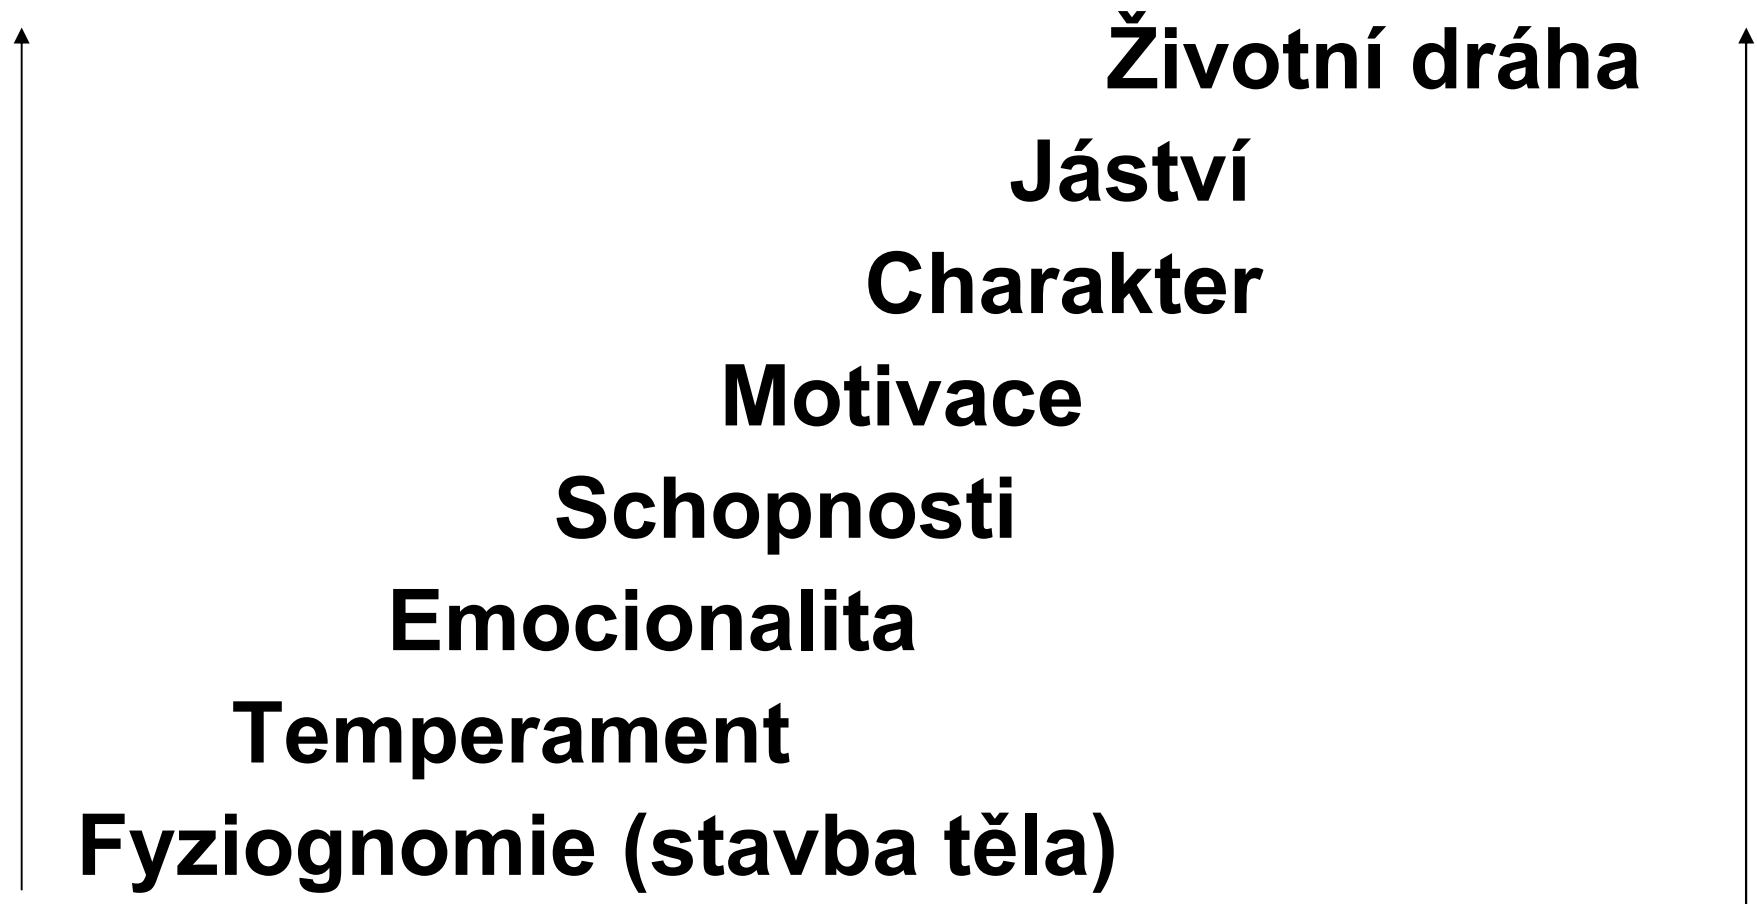 Životní dráha
Jáství
Charakter
Motivace
Schopnosti
Emocionalita
Temperament
Fyziognomie (stavba těla)